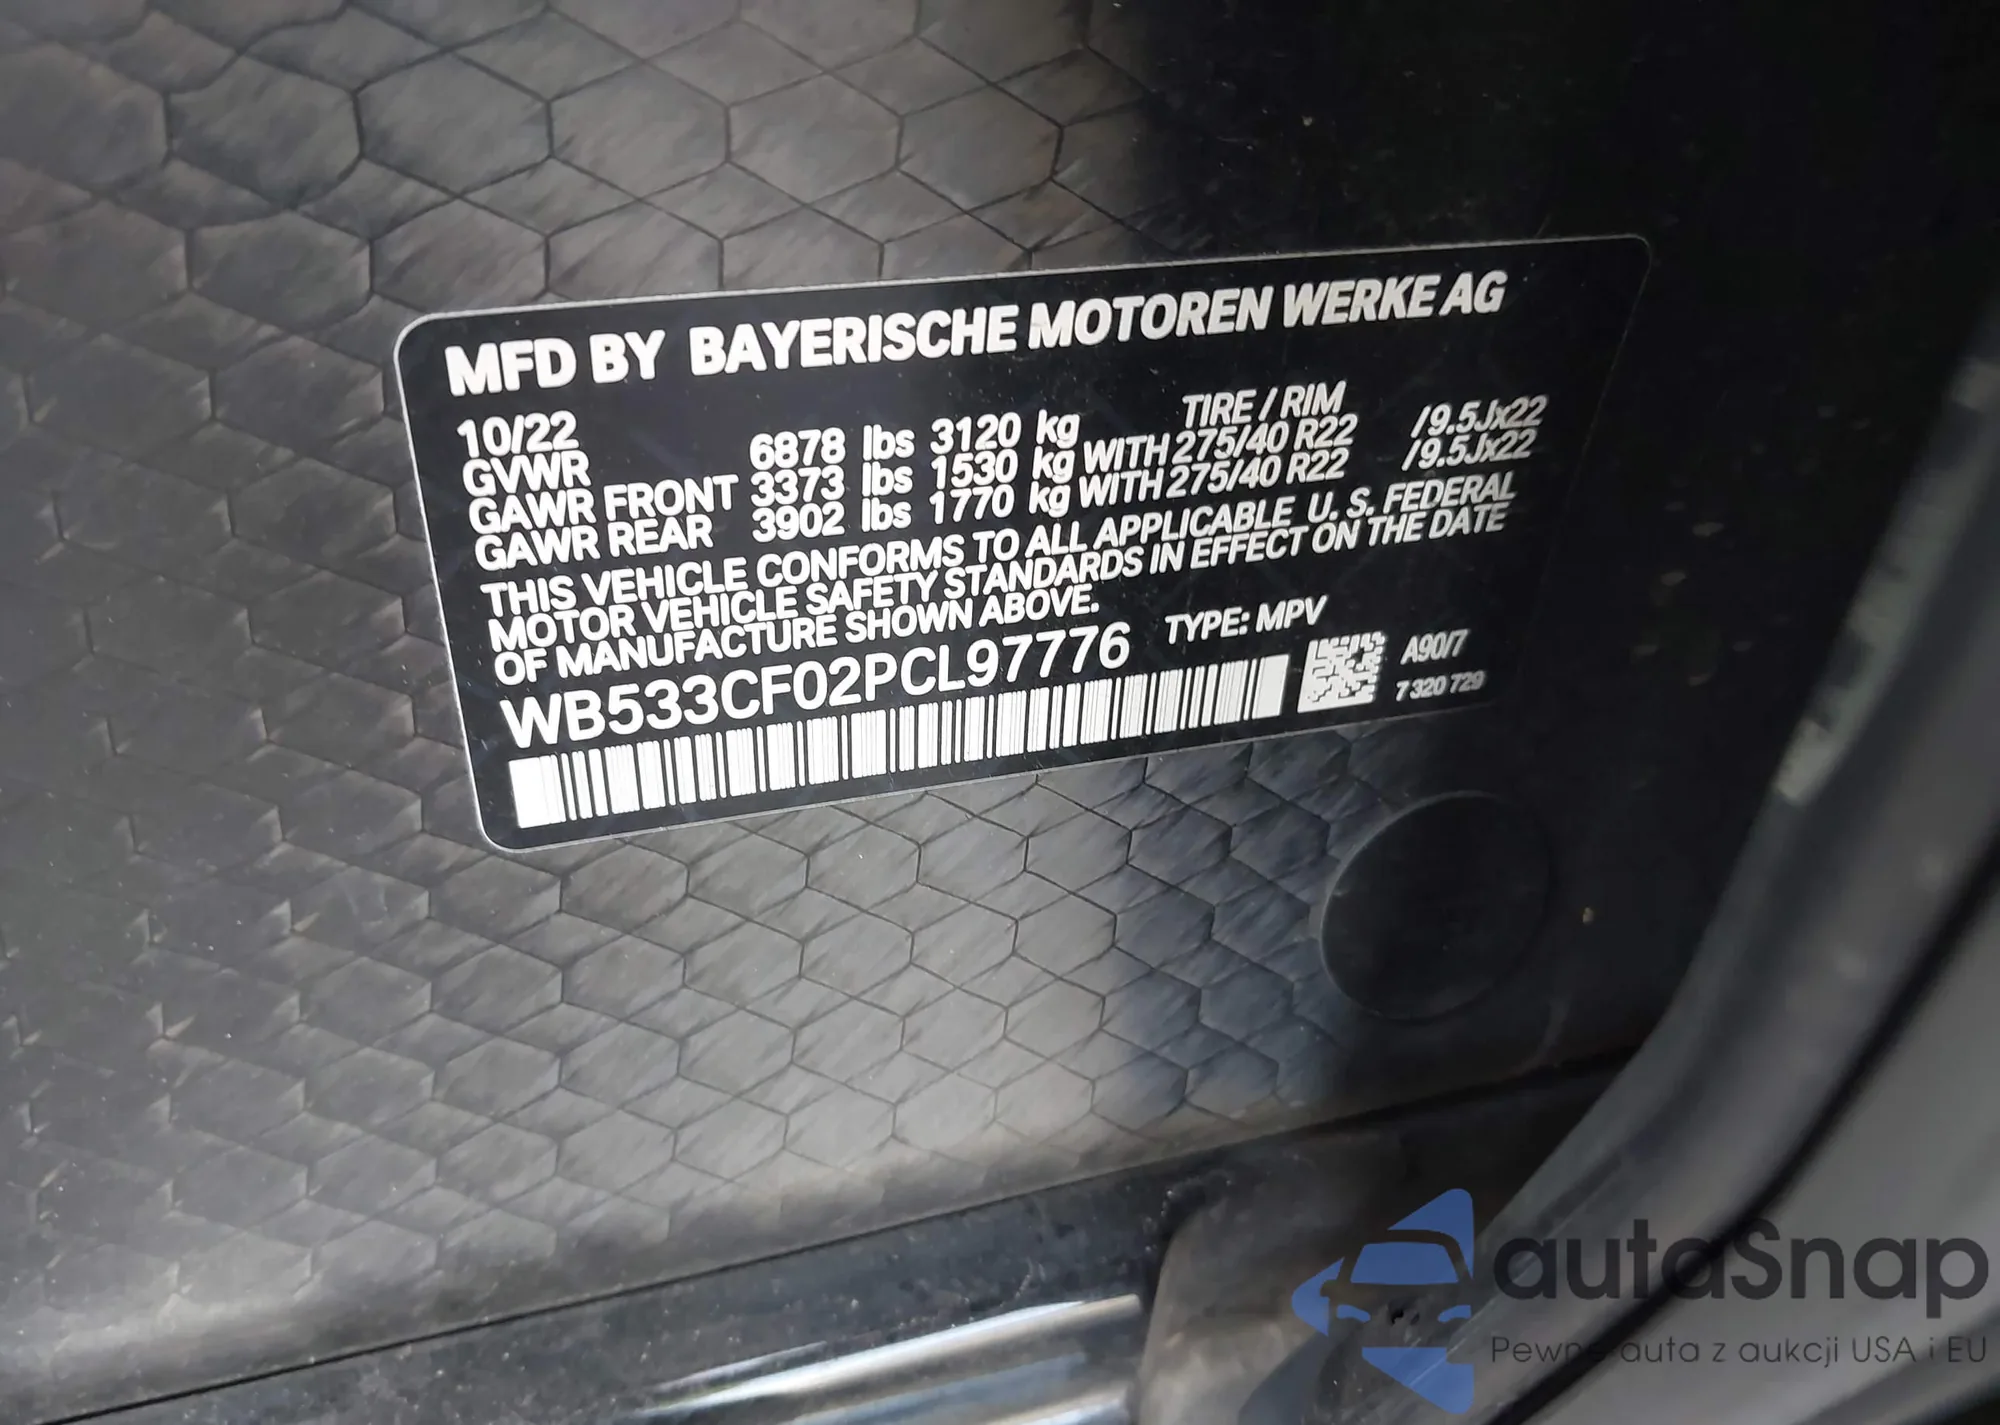 MFD BY BAYERISCHE MOTOREN WERKE AG
10/22 TIRE / RIM
GVWR 6878 lbs 3120 kg
GAWR FRONT 3373 lbs 1530 kg WITH 275/40 R22 /9.5Jx22
GAWR REAR 3902 lbs 1770 kg WITH 275/40 R22 /9.5Jx22
THIS VEHICLE CONFORMS TO ALL APPLICABLE U. S. FEDERAL
MOTOR VEHICLE SAFETY STANDARDS IN EFFECT ON THE DATE
OF MANUFACTURE SHOWN ABOVE.
WB533CF02PCL97776 TYPE: MPV
A90/7
7 320 729
autaSnap
Pewne auta z aukcji USA i EU